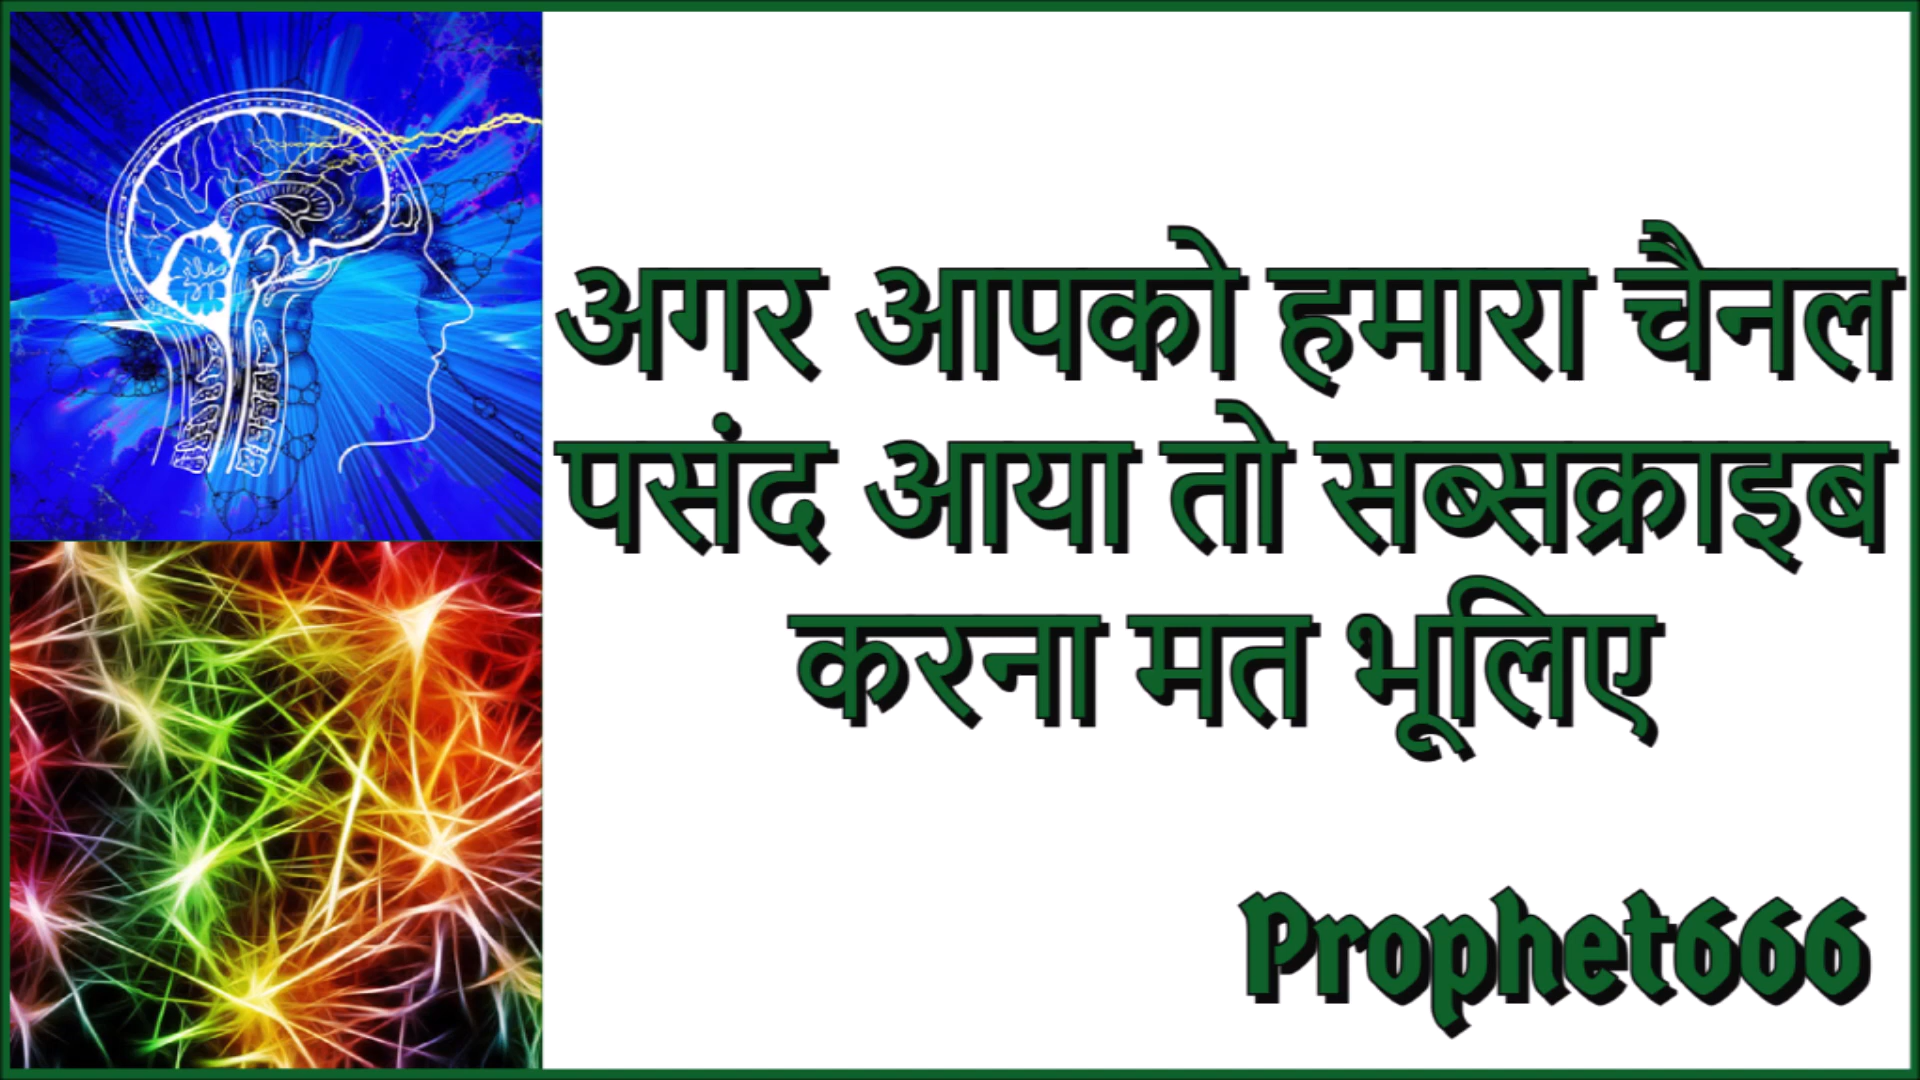 अगर आपको हमारा चैनल
पसंद आया तो सब्सक्राइब
करना मत भूलिए
Prophet666